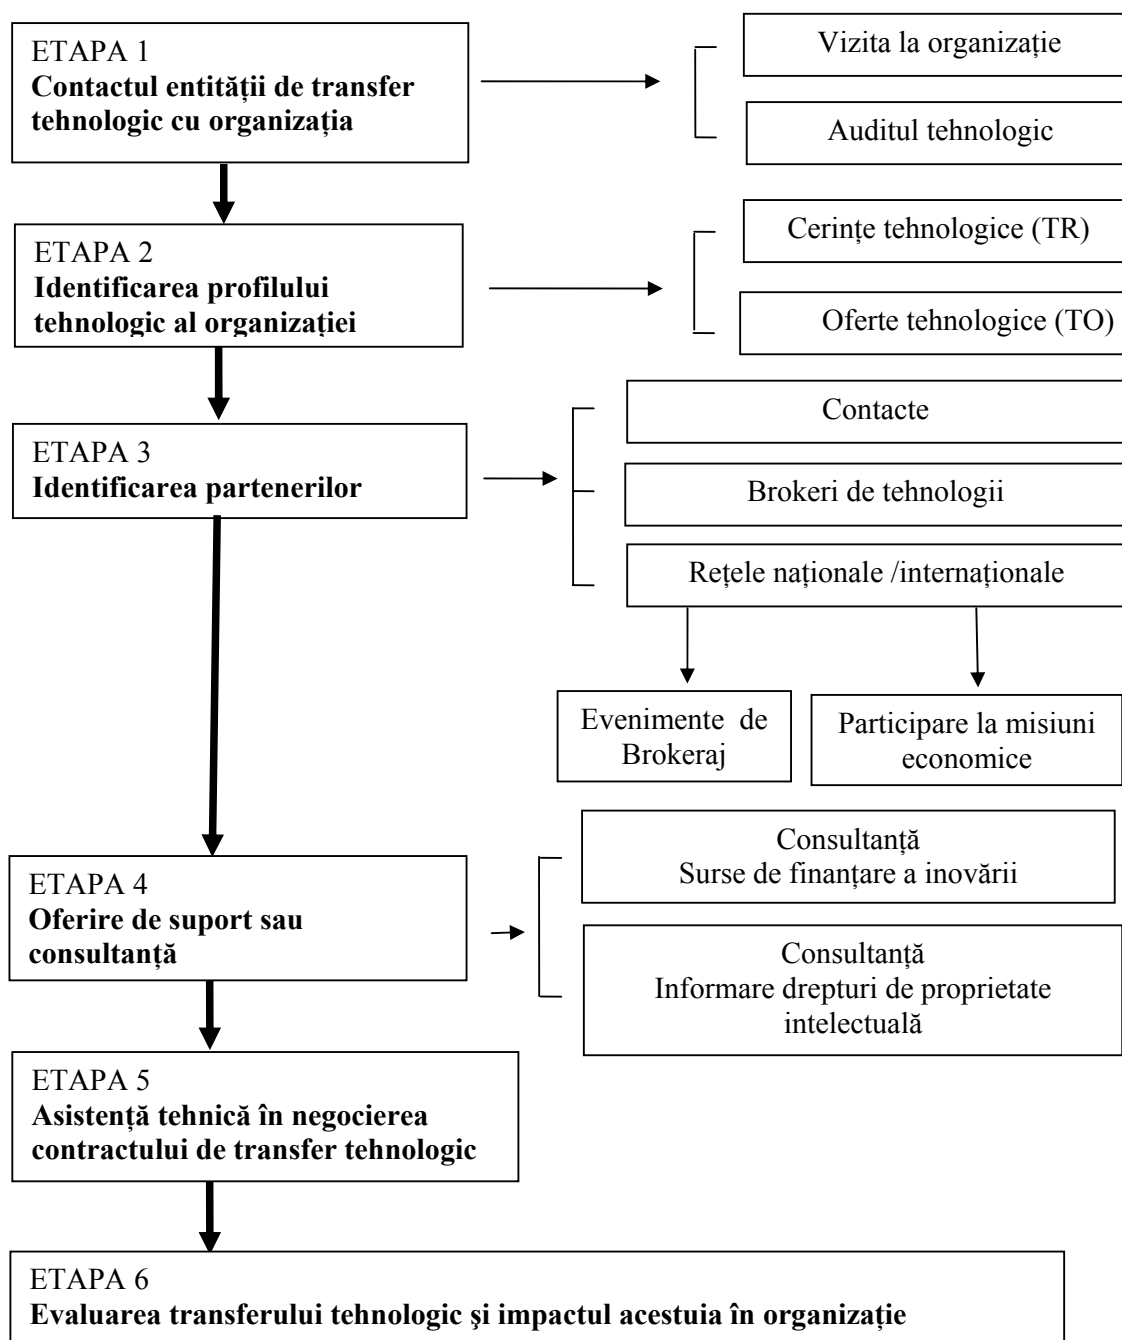 ETAPA 1
Contactul entității de transfer
tehnologic cu organizația
Vizita la organizație
Auditul tehnologic
ETAPA 2
Identificarea profilului
tehnologic al organizației
Cerințe tehnologice (TR)
Oferte tehnologice (TO)
ETAPA 3
Identificarea partenerilor
Contacte
Brokeri de tehnologii
Rețele naționale /internaționale
Evenimente de
Brokeraj
Participare la misiuni
economice
ETAPA 4
Oferire de suport sau
consultanță
Consultanță
Surse de finanțare a inovării
Consultanță
Informare drepturi de proprietate
intelectuală
ETAPA 5
Asistență tehnică în negocierea
contractului de transfer tehnologic
ETAPA 6
Evaluarea transferului tehnologic şi impactul acestuia în organizație